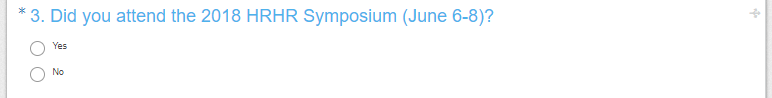 * 3. Did you attend the 2018 HRHR Symposium (June 6-8)?
Yes
No